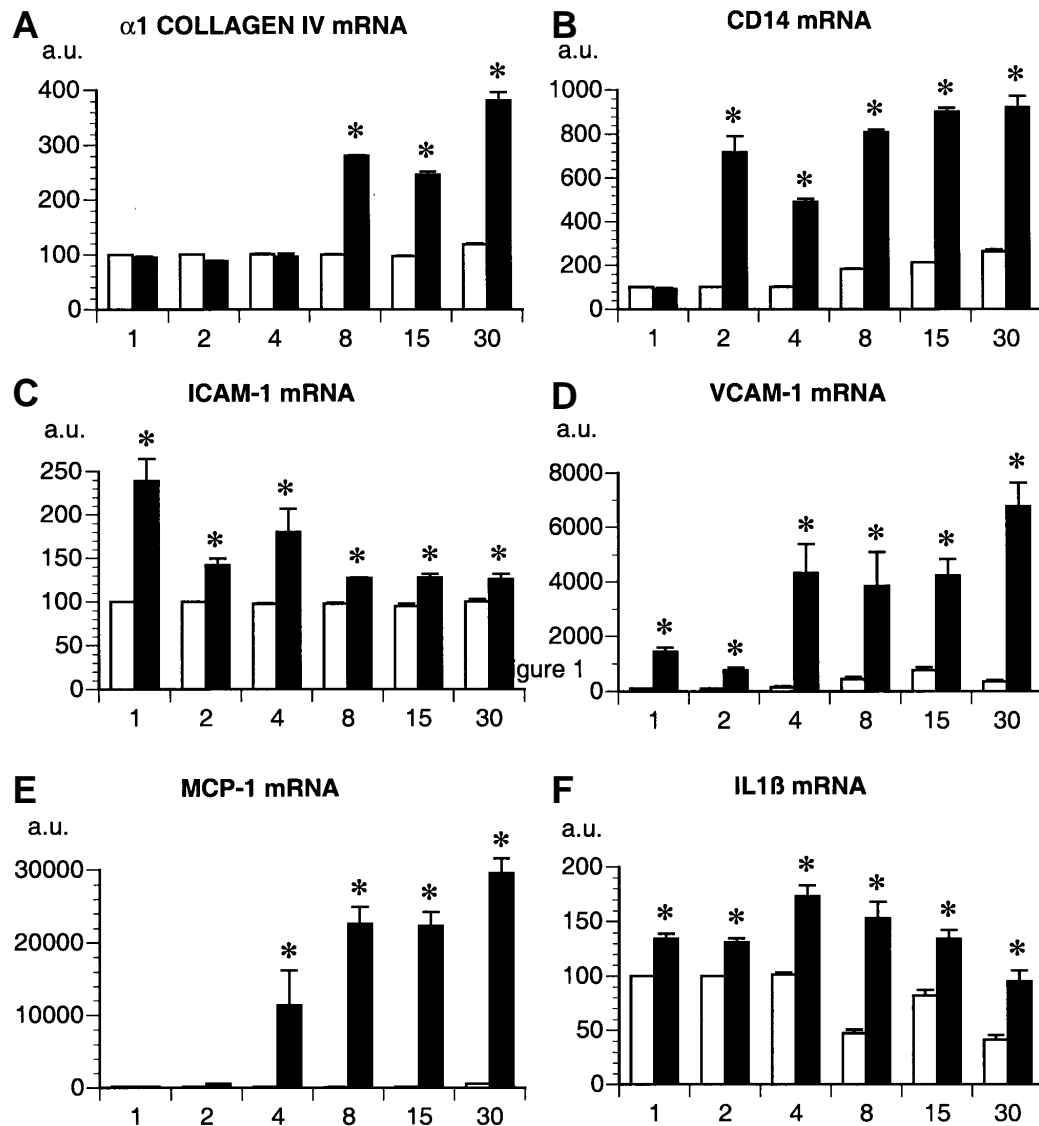 A
α1 COLLAGEN IV mRNA
a.u.
400
300
200
100
0
1 2 4 8 15 30
*
*
*
B
CD14 mRNA
a.u.
1000
800
600
400
200
0
1 2 4 8 15 30
*
*
*
*
*
C
ICAM-1 mRNA
a.u.
250
200
150
100
50
0
1 2 4 8 15 30
*
*
*
*
*
*
gure 1
D
VCAM-1 mRNA
a.u.
8000
6000
4000
2000
0
1 2 4 8 15 30
*
*
*
*
*
*
E
MCP-1 mRNA
a.u.
30000
20000
10000
0
1 2 4 8 15 30
*
*
*
*
F
IL1ß mRNA
a.u.
200
150
100
50
0
1 2 4 8 15 30
*
*
*
*
*
*